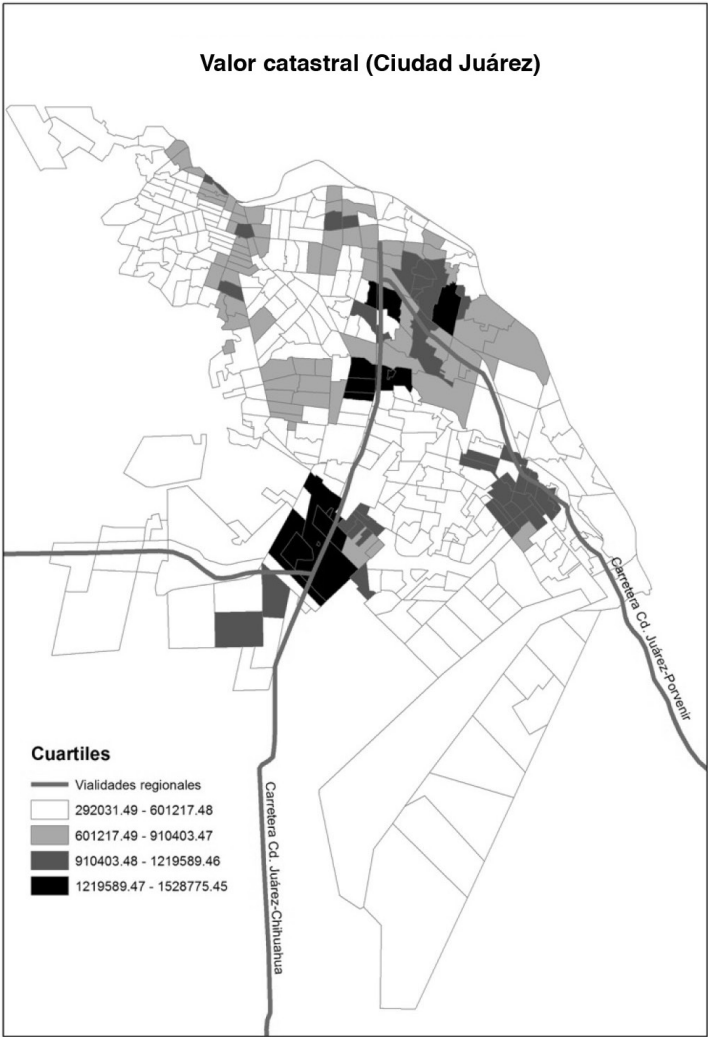 Valor catastral (Ciudad Juárez)
Carretera Cd. Juárez-Porvenir
Cuartiles
Vialidades regionales
292031.49 - 601217.48
601217.49 - 910403.47
910403.48 - 1219589.46
1219589.47 - 1528775.45
Carretera Cd. Juárez-Chihuahua